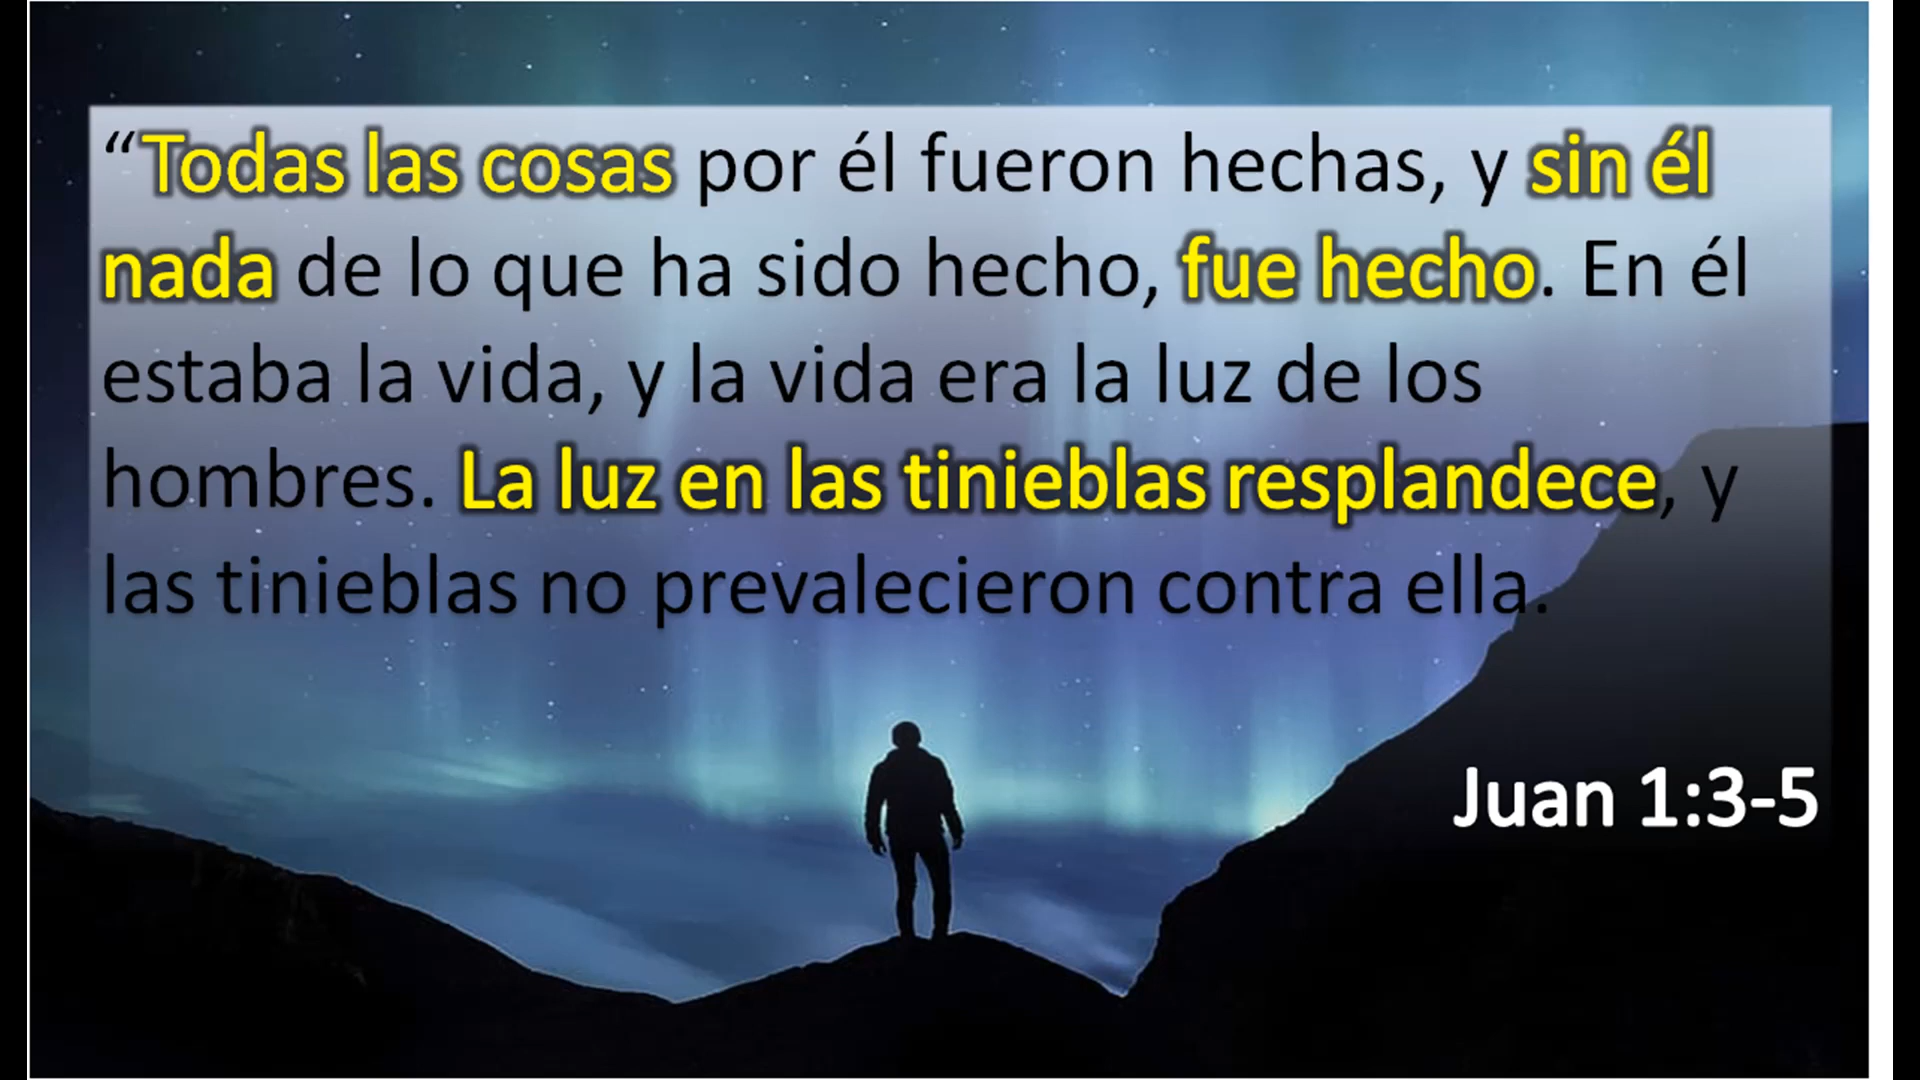 “Todas las cosas por él fueron hechas, y sin él
nada de lo que ha sido hecho, fue hecho. En él
estaba la vida, y la vida era la luz de los
hombres. La luz en las tinieblas resplandece, y
las tinieblas no prevalecieron contra ella.
Juan 1:3-5